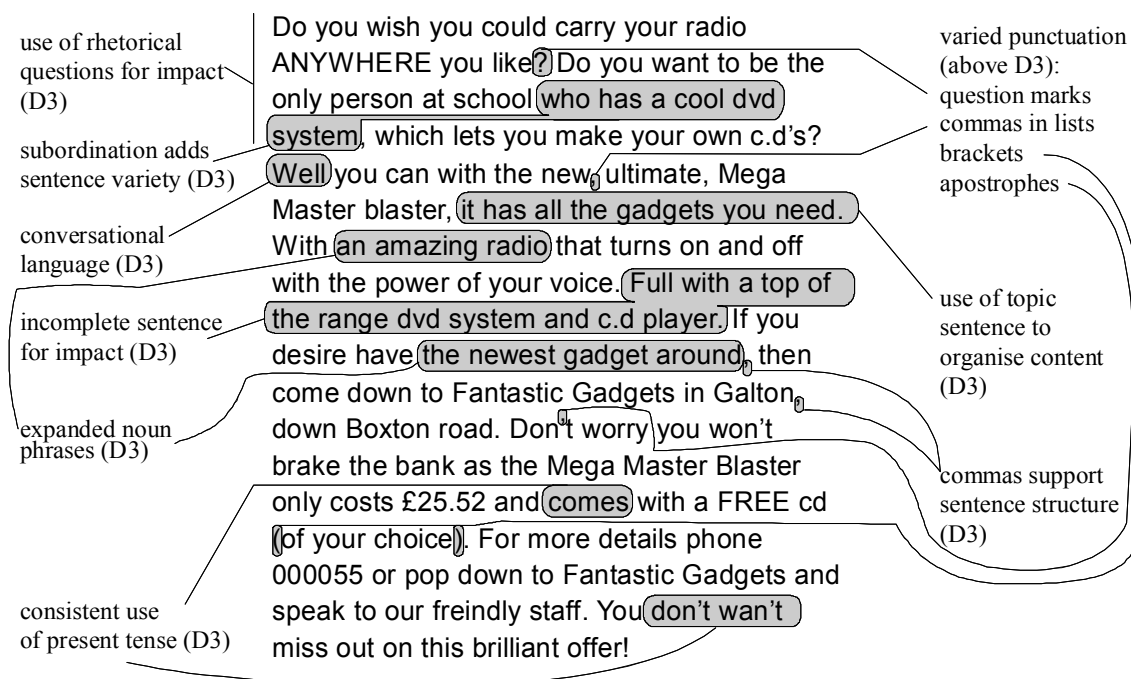 use of rhetorical
questions for impact
(D3)
subordination adds
sentence variety (D3)
conversational
language (D3)
incomplete sentence
for impact (D3)
expanded noun
phrases (D3)
consistent use
of present tense (D3)
Do you wish you could carry your radio
ANYWHERE you like? Do you want to be the
only person at school who has a cool dvd
system, which lets you make your own c.d's?
Well you can with the new, ultimate, Mega
Master blaster, it has all the gadgets you need.
With an amazing radio that turns on and off
with the power of your voice. Full with a top of
the range dvd system and c.d player. If you
desire have the newest gadget around, then
come down to Fantastic Gadgets in Galton,
down Boxton road. Don't worry you won't
brake the bank as the Mega Master Blaster
only costs £25.52 and comes with a FREE cd
(of your choice). For more details phone
000055 or pop down to Fantastic Gadgets and
speak to our freindly staff. You don't wan't
miss out on this brilliant offer!
varied punctuation
(above D3):
question marks
commas in lists
brackets
apostrophes
use of topic
sentence to
organise content
(D3)
commas support
sentence structure
(D3)